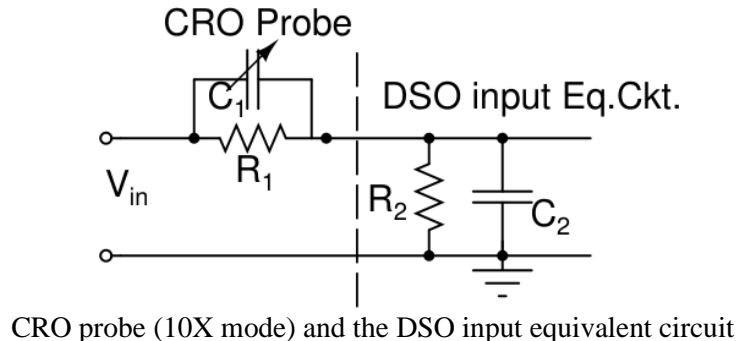 CRO Probe
C₁
DSO input Eq.Ckt.
R₁
Vᵢₙ
R₂
C₂
CRO probe (10X mode) and the DSO input equivalent circuit